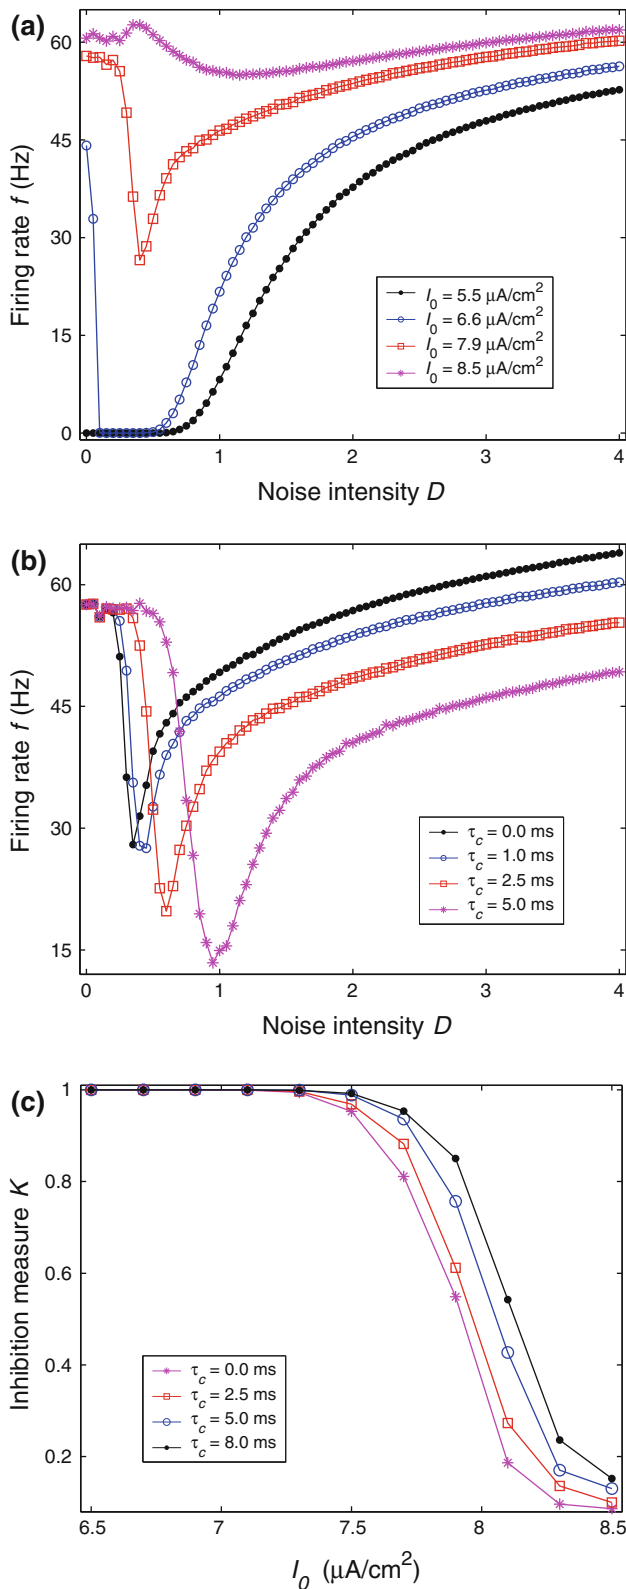 (a)
60
45
30
15
0
Firing rate f (Hz)
I0 = 5.5 μA/cm²
I0 = 6.6 μA/cm²
I0 = 7.9 μA/cm²
I0 = 8.5 μA/cm²
0 1 2 3 4
Noise intensity D
(b)
60
45
30
15
Firing rate f (Hz)
τc = 0.0 ms
τc = 1.0 ms
τc = 2.5 ms
τc = 5.0 ms
0 1 2 3 4
Noise intensity D
(c)
1
0.8
0.6
0.4
0.2
Inhibition measure K
τc = 0.0 ms
τc = 2.5 ms
τc = 5.0 ms
τc = 8.0 ms
6.5 7 7.5 8 8.5
I0 (μA/cm²)